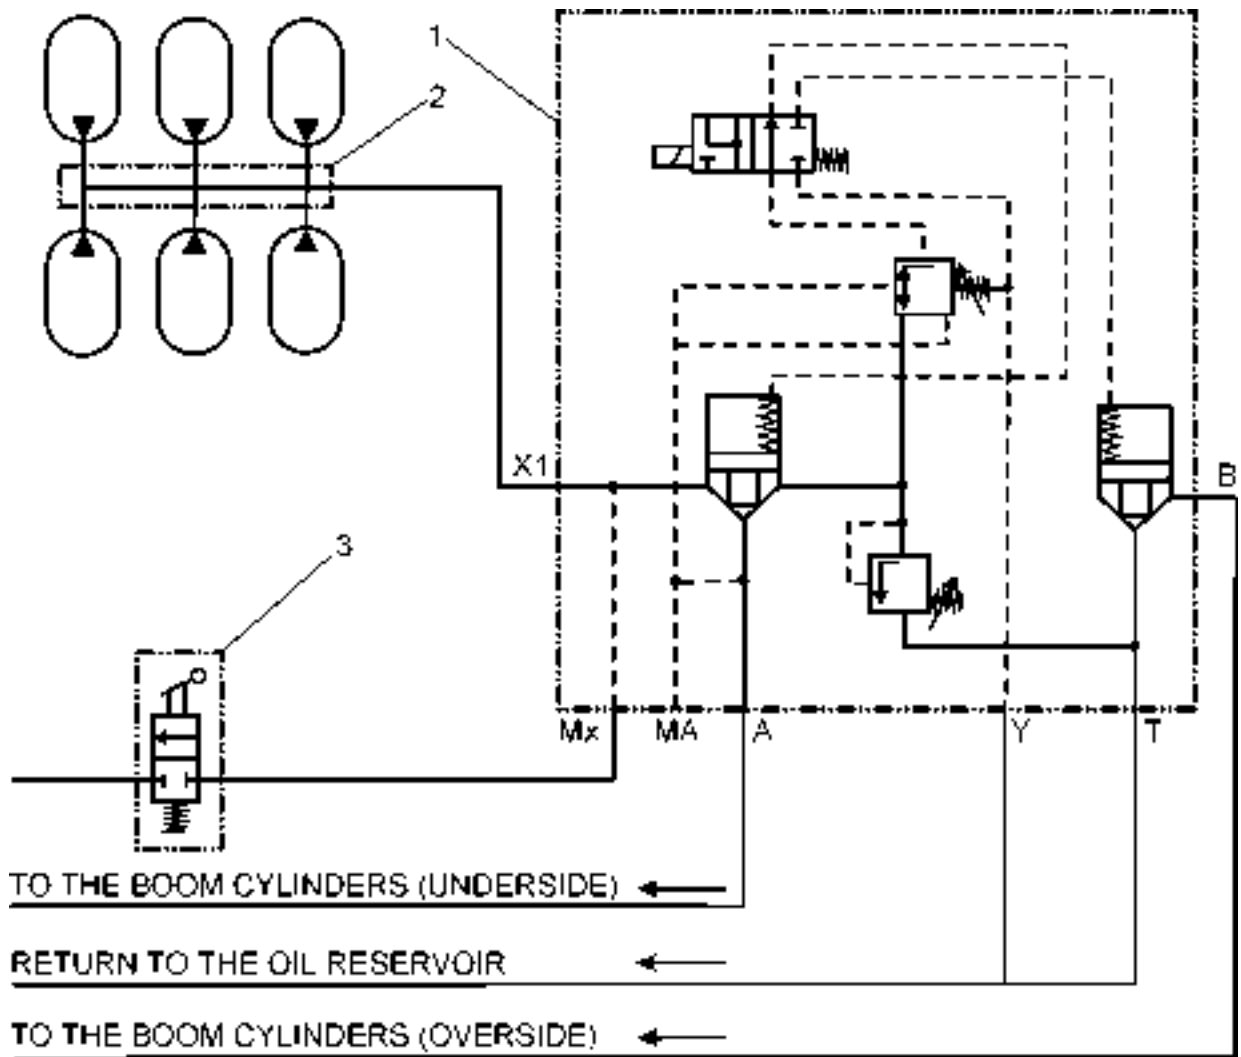 1
2
X1
B
3
Mx MA A Y T
TO THE BOOM CYLINDERS (UNDERSIDE)
RETURN TO THE OIL RESERVOIR
TO THE BOOM CYLINDERS (OVERSIDE)